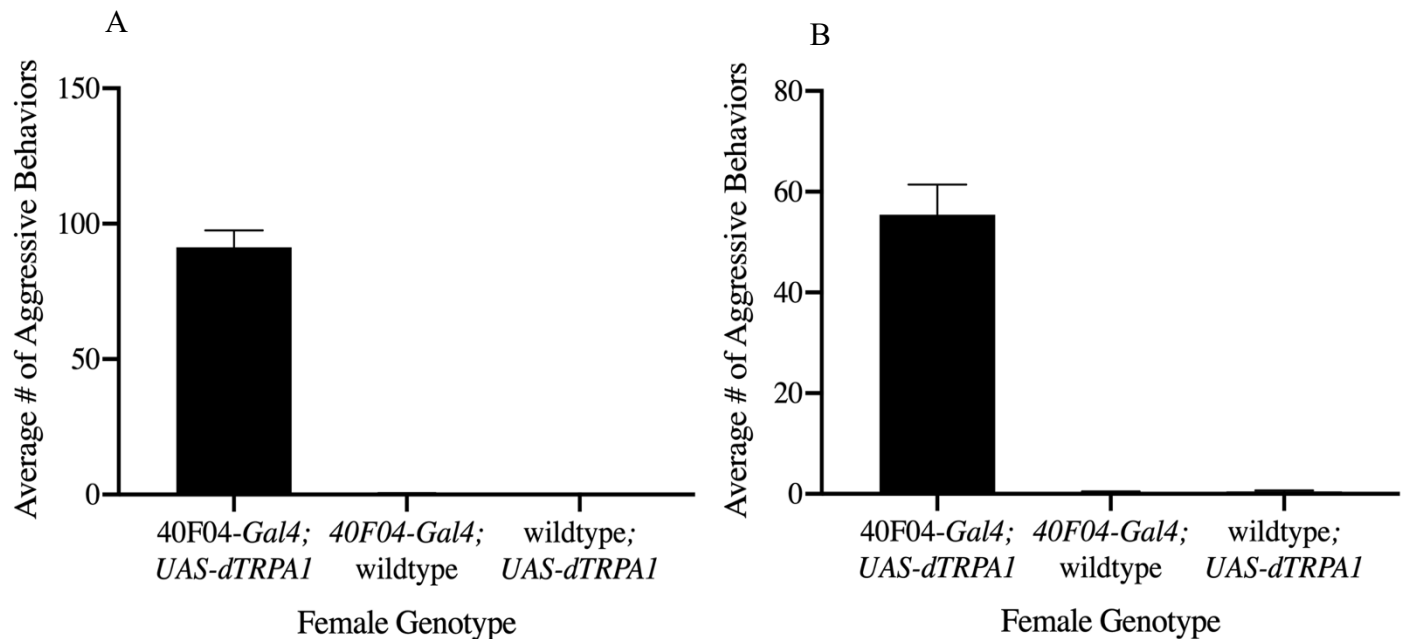 A
Average # of Aggressive Behaviors
150
100
50
0
40F04-Gal4; 40F04-Gal4; wildtype;
UAS-dTRPA1 wildtype UAS-dTRPA1
Female Genotype
B
Average # of Aggressive Behaviors
80
60
40
20
0
40F04-Gal4; 40F04-Gal4; wildtype;
UAS-dTRPA1 wildtype UAS-dTRPA1
Female Genotype